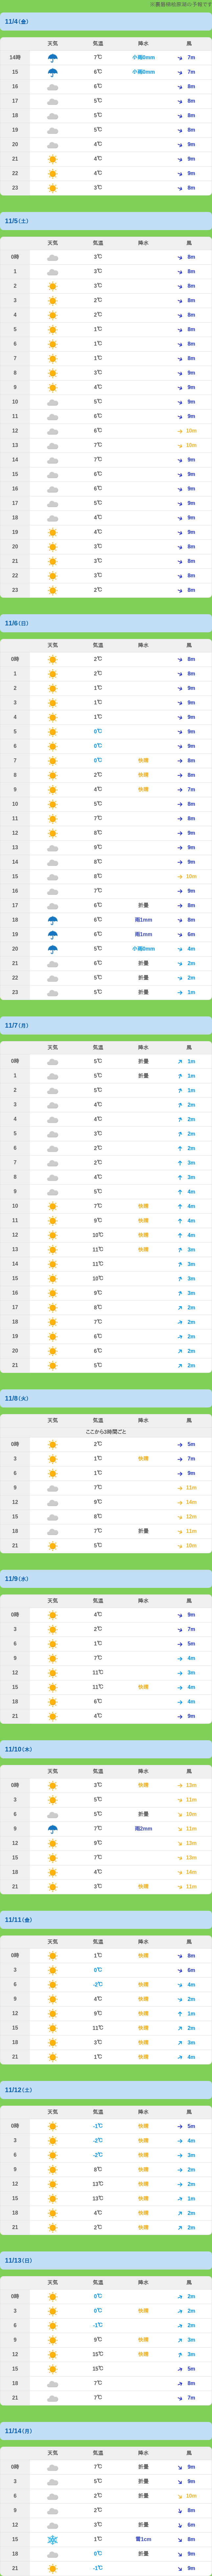 ※農新得地道海の予報です
11/4(金)
天気 気温 降水 風
14時 7℃ 小雨0mm 7m
15 6℃ 小雨0mm 7m
16 6℃ 8m
17 5℃ 8m
18 5℃ 8m
19 5℃ 8m
20 4℃ 9m
21 4℃ 9m
22 4℃ 9m
23 3℃ 8m
11/5(土)
天気 気温 降水 風
0時 3℃ 8m
1 3℃ 8m
2 3℃ 8m
3 2℃ 8m
4 2℃ 8m
5 1℃ 8m
6 1℃ 8m
7 1℃ 8m
8 3℃ 9m
9 4℃ 9m
10 5℃ 9m
11 6℃ 9m
12 6℃ 10m
13 7℃ 10m
14 7℃ 9m
15 6℃ 9m
16 6℃ 9m
17 5℃ 9m
18 4℃ 9m
19 4℃ 9m
20 3℃ 8m
21 3℃ 8m
22 3℃ 8m
23 2℃ 8m
11/6(日)
天気 気温 降水 風
0時 2℃ 8m
1 2℃ 8m
2 1℃ 9m
3 1℃ 9m
4 1℃ 9m
5 0℃ 9m
6 0℃ 9m
7 0℃ 快晴 8m
8 2℃ 快晴 8m
9 4℃ 快晴 7m
10 5℃ 8m
11 7℃ 8m
12 8℃ 9m
13 9℃ 9m
14 8℃ 9m
15 8℃ 10m
16 7℃ 9m
17 6℃ 折畳 8m
18 6℃ 雨1mm 8m
19 6℃ 雨1mm 6m
20 5℃ 小雨0mm 4m
21 6℃ 折畳 2m
22 5℃ 折畳 2m
23 5℃ 折畳 1m
11/7(月)
天気 気温 降水 風
0時 5℃ 折畳 1m
1 5℃ 折畳 1m
2 5℃ 1m
3 4℃ 2m
4 4℃ 2m
5 3℃ 2m
6 2℃ 2m
7 2℃ 3m
8 4℃ 3m
9 5℃ 4m
10 7℃ 快晴 4m
11 9℃ 快晴 4m
12 10℃ 快晴 4m
13 11℃ 快晴 3m
14 11℃ 3m
15 10℃ 3m
16 9℃ 3m
17 8℃ 2m
18 7℃ 2m
19 6℃ 2m
20 6℃ 2m
21 5℃ 2m
11/8(火)
天気 気温 降水 風
ここから3時間ごと
0時 2℃ 5m
3 1℃ 快晴 7m
6 1℃ 9m
9 7℃ 11m
12 9℃ 14m
15 8℃ 12m
18 7℃ 折畳 11m
21 5℃ 10m
11/9(水)
天気 気温 降水 風
0時 4℃ 9m
3 2℃ 7m
6 1℃ 5m
9 7℃ 4m
12 11℃ 3m
15 11℃ 快晴 4m
18 6℃ 4m
21 4℃ 9m
11/10(木)
天気 気温 降水 風
0時 3℃ 快晴 13m
3 5℃ 11m
6 5℃ 折畳 10m
9 7℃ 雨2mm 11m
12 9℃ 13m
15 7℃ 13m
18 4℃ 14m
21 3℃ 快晴 11m
11/11(金)
天気 気温 降水 風
0時 1℃ 快晴 8m
3 0℃ 6m
6 -2℃ 快晴 4m
9 4℃ 快晴 2m
12 9℃ 快晴 1m
15 11℃ 快晴 2m
18 3℃ 快晴 3m
21 1℃ 快晴 4m
11/12(土)
天気 気温 降水 風
0時 -1℃ 快晴 5m
3 -2℃ 快晴 4m
6 -2℃ 快晴 3m
9 8℃ 快晴 2m
12 13℃ 快晴 2m
15 13℃ 快晴 1m
18 4℃ 快晴 2m
21 2℃ 快晴 2m
11/13(日)
天気 気温 降水 風
0時 0℃ 2m
3 0℃ 快晴 2m
6 -1℃ 2m
9 9℃ 快晴 3m
12 15℃ 快晴 3m
15 15℃ 5m
18 7℃ 8m
21 7℃ 7m
11/14(月)
天気 気温 降水 風
0時 7℃ 折畳 9m
3 5℃ 折畳 9m
6 2℃ 折畳 10m
9 2℃ 8m
12 3℃ 折畳 6m
15 1℃ 雪1cm 8m
18 0℃ 折畳 9m
21 -1℃ 9m